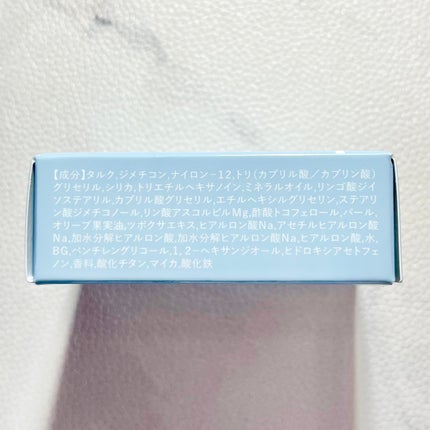 【成分】タルク,ジメチコン,ナイロン-12,トリ(カプリル酸/カプリン酸)
グリセリル,シリカ,トリエチルヘキサノイン,ミネラルオイル,リンゴ酸ジイ
ソステアリル,カプリル酸グリセリル,エチルヘキシルグリセリン,ステアリ
ン酸ジメチコノール,リン酸アスコルビルMg,酢酸トコフェロール,パール,
オリーブ果実油,ツボクサエキス,ヒアルロン酸Na,アセチルヒアルロン酸
Na,加水分解ヒアルロン酸,加水分解ヒアルロン酸Na,ヒアルロン酸,水,
BG,ペンチレングリコール,1,2-ヘキサンジオール,ヒドロキシアセトフェ
ノン,香料,酸化チタン,マイカ,酸化鉄